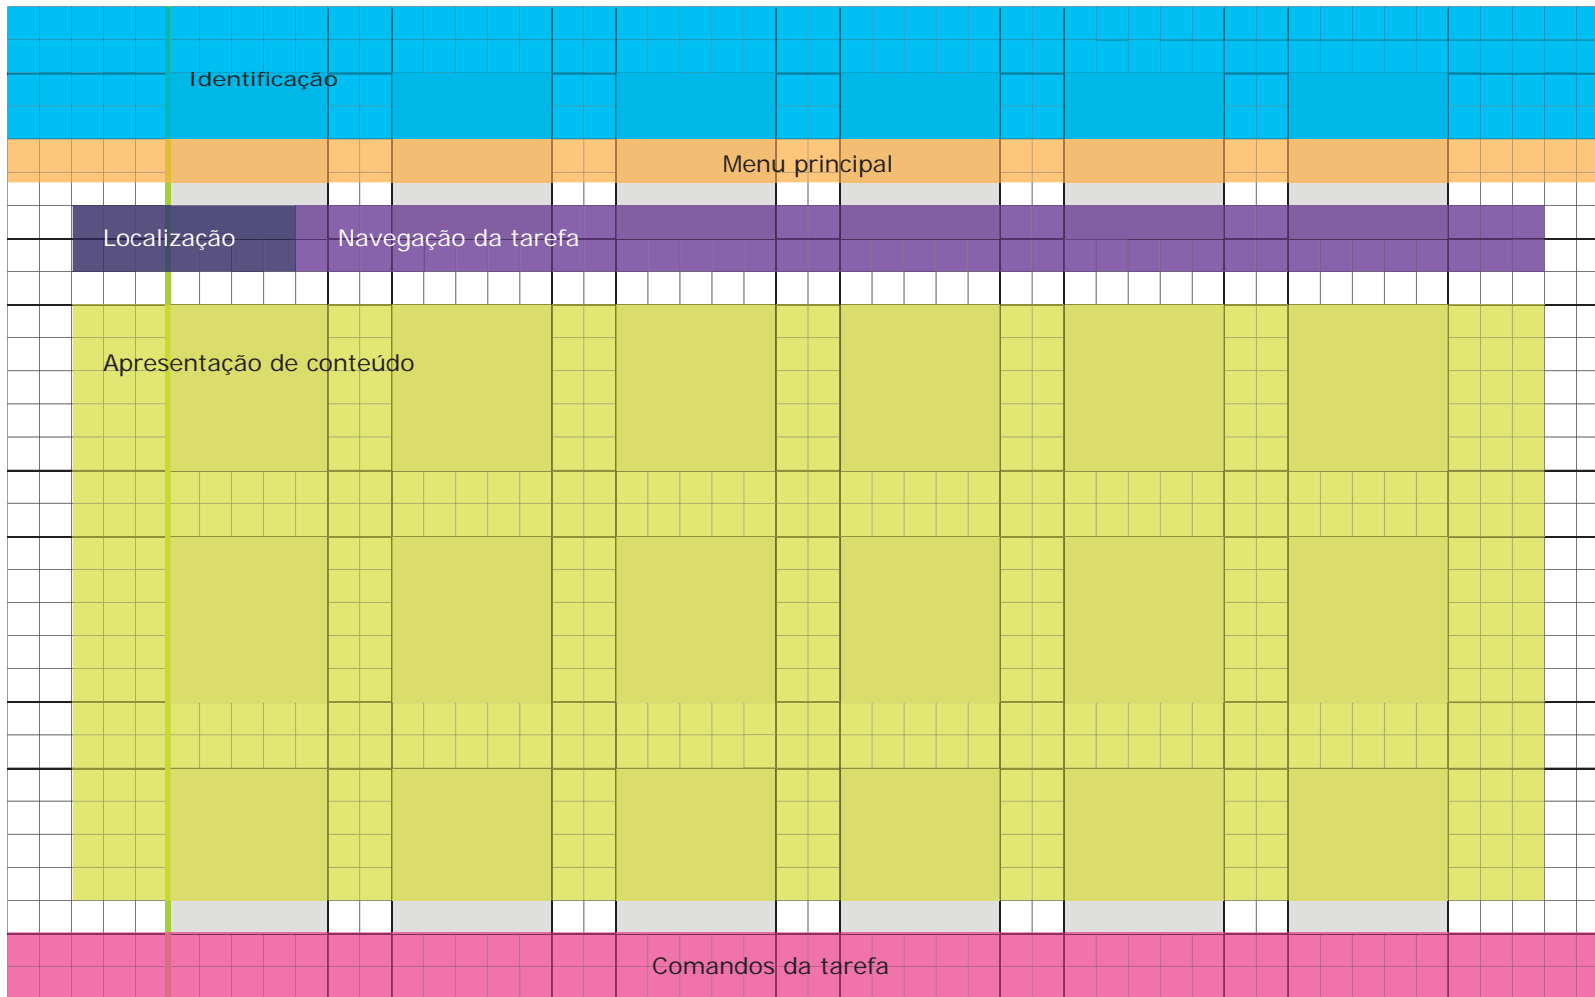 Identificação
Menu principal
Localização
Navegação da tarefa
Apresentação de conteúdo
Comandos da tarefa